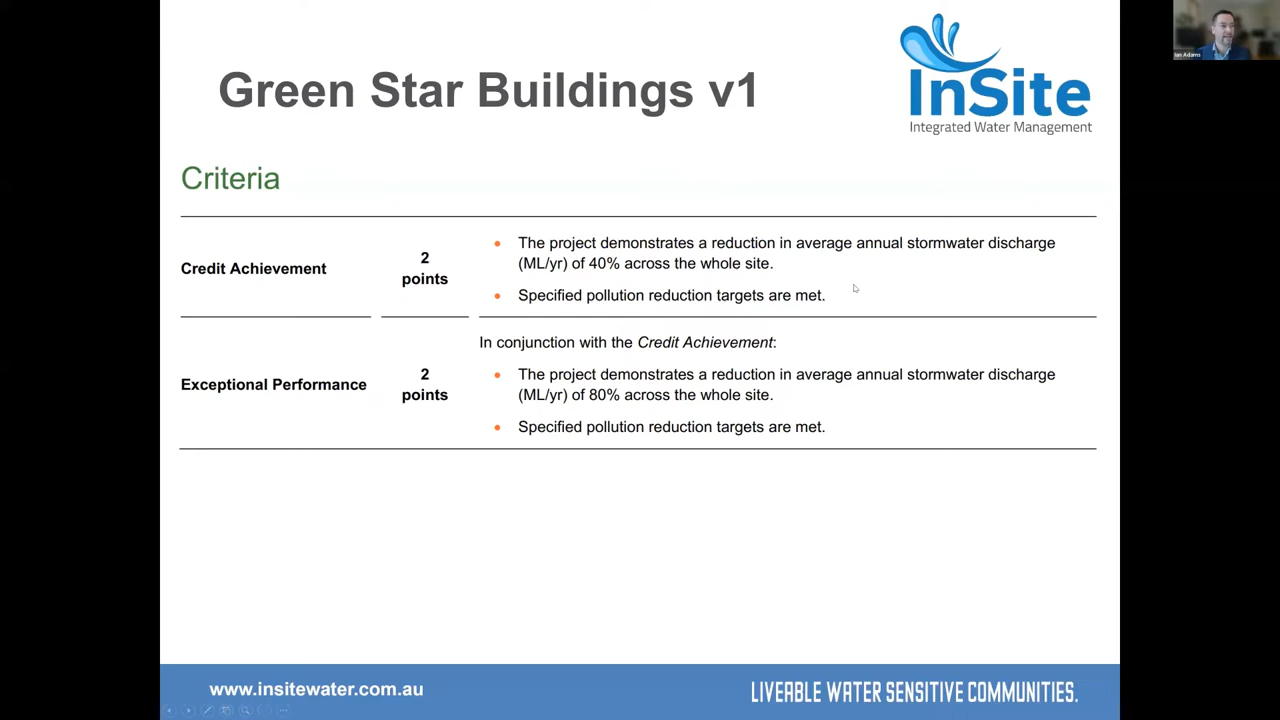 Ian Adams
InSite
Integrated Water Management
Green Star Buildings v1
Criteria
Credit Achievement
2
points
• The project demonstrates a reduction in average annual stormwater discharge
(ML/yr) of 40% across the whole site.
• Specified pollution reduction targets are met.
Exceptional Performance
2
points
In conjunction with the Credit Achievement:
• The project demonstrates a reduction in average annual stormwater discharge
(ML/yr) of 80% across the whole site.
• Specified pollution reduction targets are met.
www.insitewater.com.au
LIVEABLE WATER SENSITIVE COMMUNITIES.